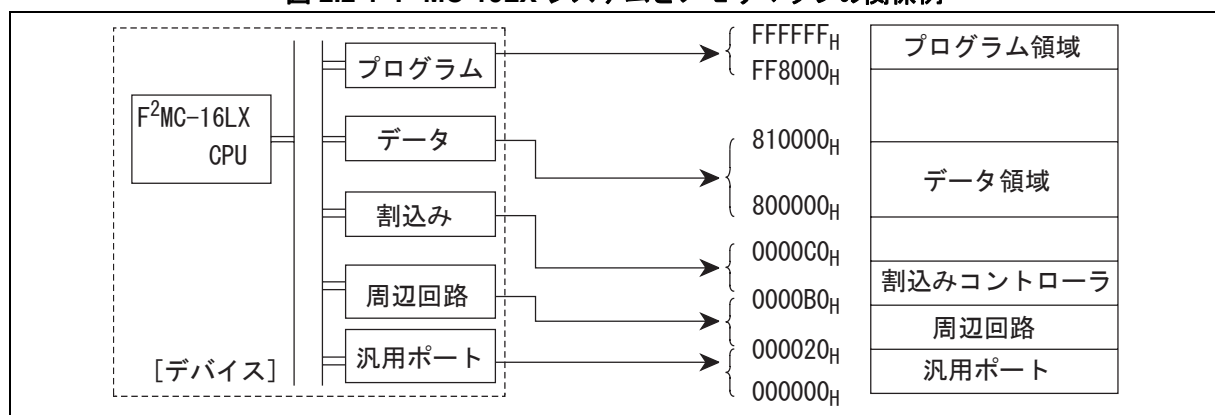 F²MC-16LX
CPU
[デバイス]
プログラム
データ
割込み
周辺回路
汎用ポート
FFFFFFH
FF8000H
810000H
800000H
0000C0H
0000B0H
000020H
000000H
プログラム領域
データ領域
割込みコントローラ
周辺回路
汎用ポート